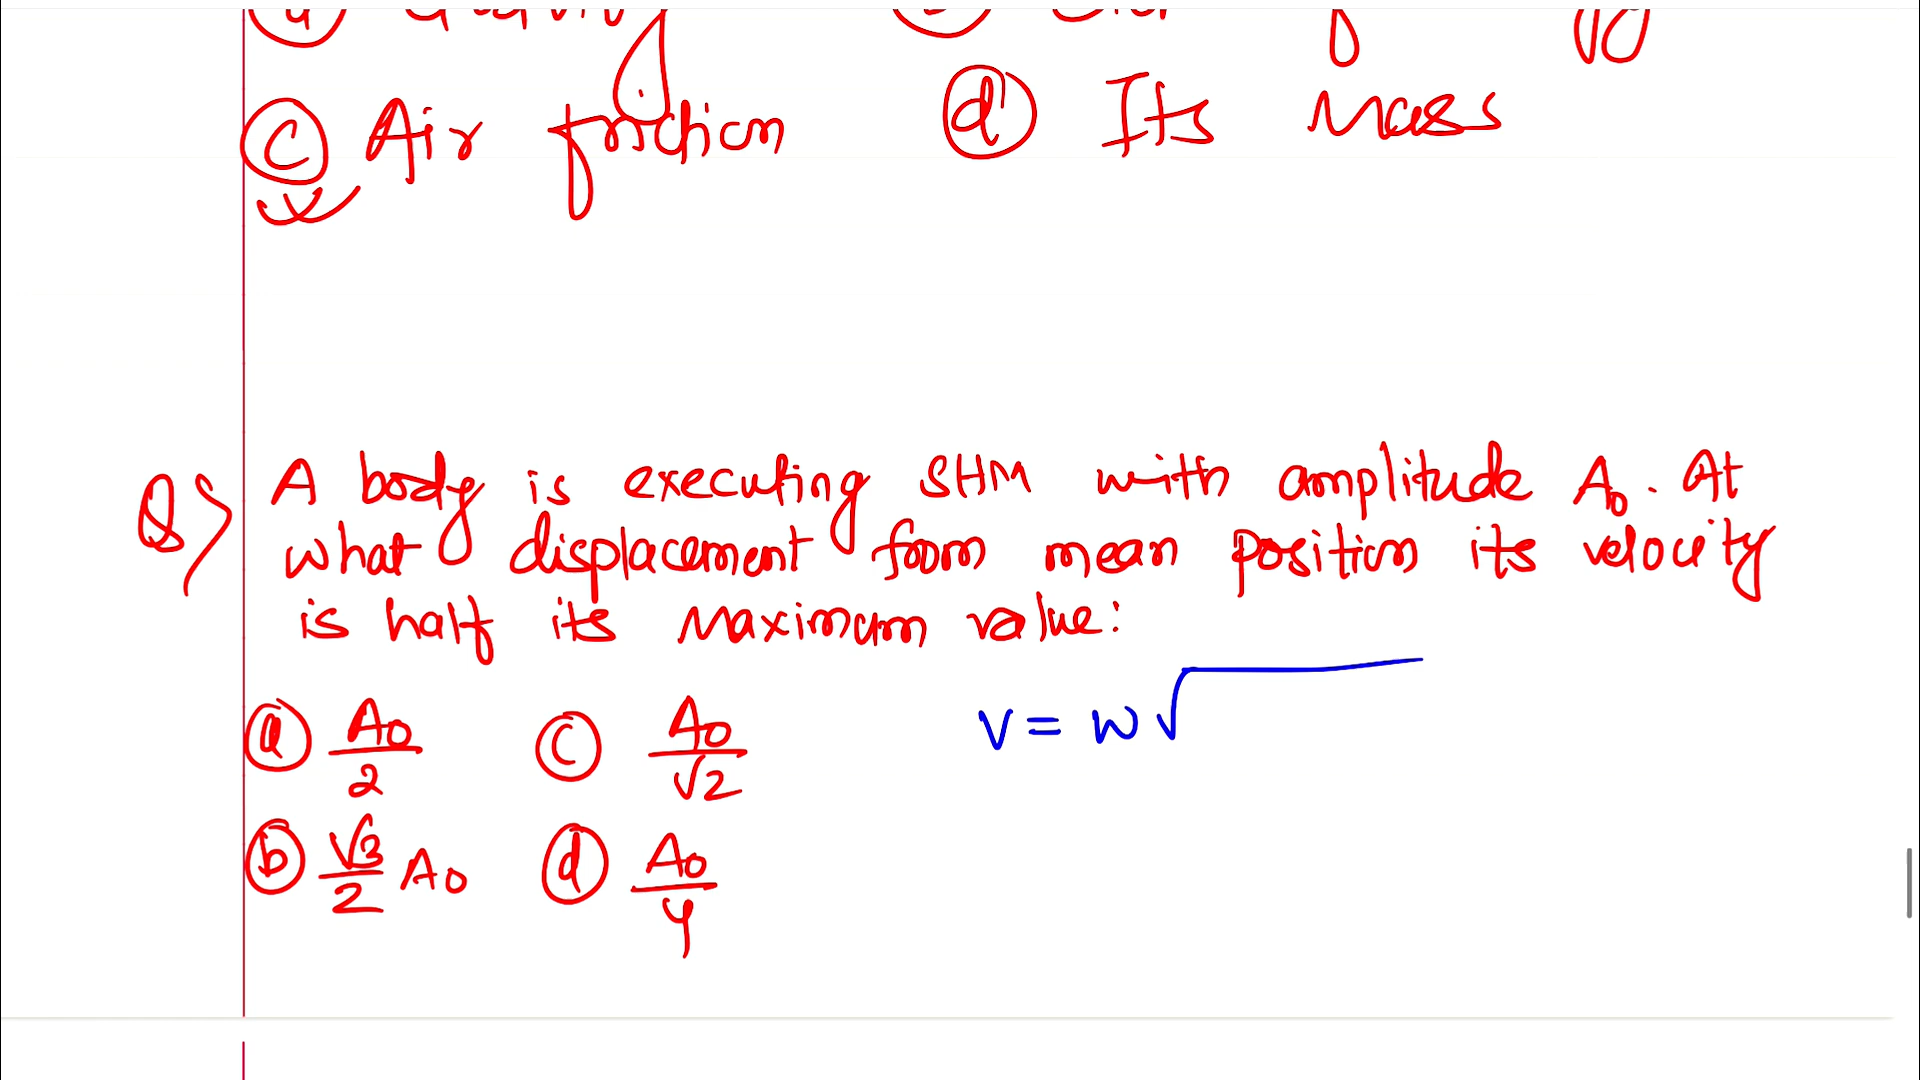 ⓒ Air friction ⓓ Its Mass
Q) A body is executing SHM with amplitude A₀. At
what displacement from mean position its velocity
is half its Maximum value:
ⓐ A₀/2 ⓒ A₀/√2 V = W√
ⓑ √3/2 A₀ ⓓ A₀/4